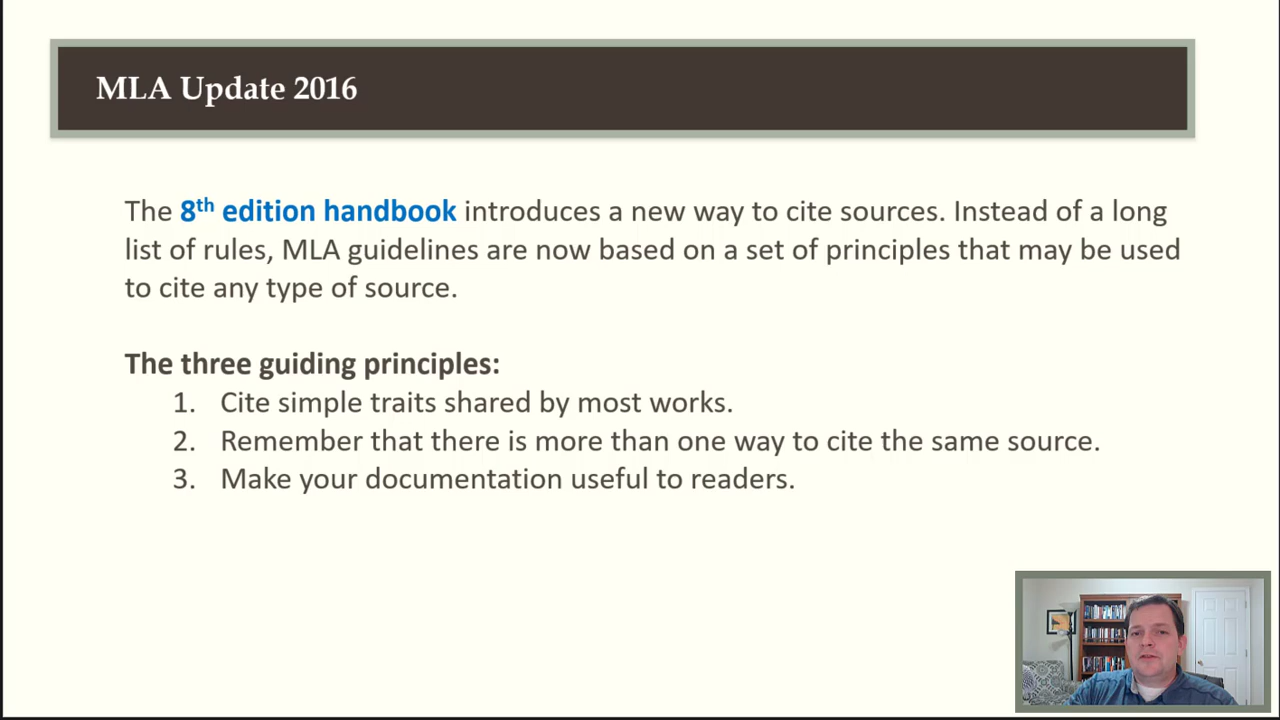 MLA Update 2016
The 8th edition handbook introduces a new way to cite sources. Instead of a long
list of rules, MLA guidelines are now based on a set of principles that may be used
to cite any type of source.
The three guiding principles:
1. Cite simple traits shared by most works.
2. Remember that there is more than one way to cite the same source.
3. Make your documentation useful to readers.